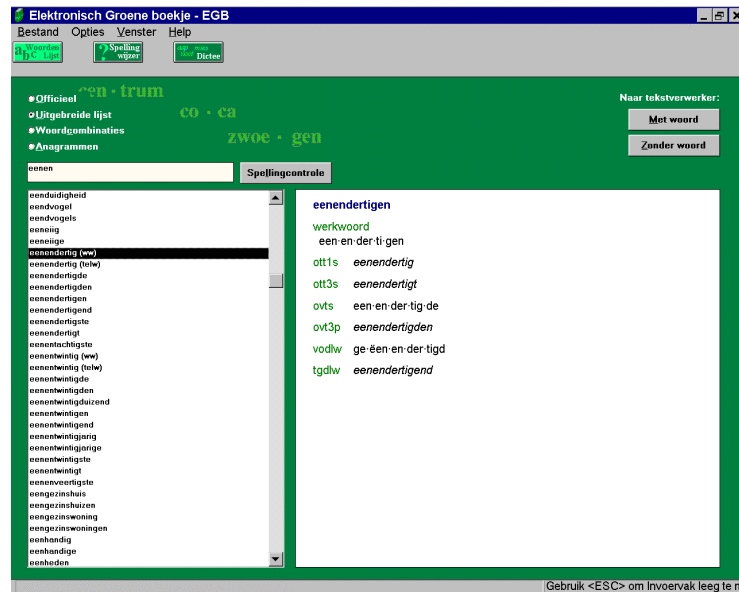 Elektronisch Groene boekje - EGB
Bestand Opties Venster Help
abc Woorden Lijst
? Spelling wijzer
Dictee
cen · trum
co · ca
zwoe · gen
Officieel
Uitgebreide lijst
Woordcombinaties
Anagrammen
Naar tekstverwerker:
Met woord
Zonder woord
eenen
Spellingcontrole
eenduidigheid
eendvogel
eendvogels
eeneiig
eeneiige
eenendertig (ww)
eenendertig (telw)
eenendertigde
eenendertigden
eenendertigen
eenendertigend
eenendertigste
eenendertigt
eenentachtigste
eenentwintig (ww)
eenentwintig (telw)
eenentwintigde
eenentwintigden
eenentwintigduizend
eenentwintigen
eenentwintigend
eenentwintigjarig
eenentwintigjarige
eenentwintigste
eenentwintigt
eenenveertigste
eengezinshuis
eengezinshuizen
eengezinswoning
eengezinswoningen
eenhandig
eenhandige
eenheden
eenendertigen
werkwoord
een·en·der·ti·gen
ott1s eenendertig
ott3s eenendertigt
ovts een·en·der·tig·de
ovt3p eenendertigden
vodlw ge·ëen·en·der·tigd
tgdlw eenendertigend
Gebruik <ESC> om Invoervak leeg te